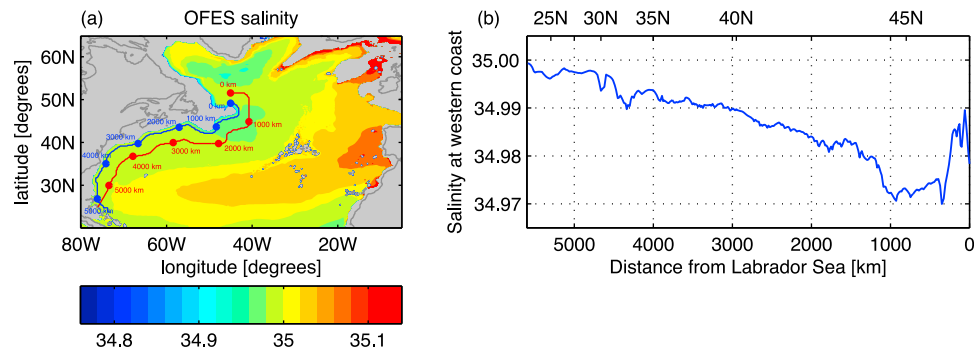 (a) OFES salinity
65N
60N
50N
40N
30N
latitude [degrees]
0 km
0 km
1000 km
2000 km
3000 km
4000 km
5000 km
1000 km
2000 km
3000 km
4000 km
5000 km
80W 60W 40W 20W
longitude [degrees]
34.8 34.9 35 35.1
(b) 25N 30N 35N 40N 45N
35.00
34.99
34.98
34.97
Salinity at western coast
5000 4000 3000 2000 1000 0
Distance from Labrador Sea [km]